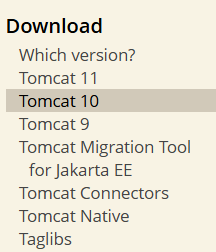 Download
Which version?
Tomcat 11
Tomcat 10
Tomcat 9
Tomcat Migration Tool
for Jakarta EE
Tomcat Connectors
Tomcat Native
Taglibs